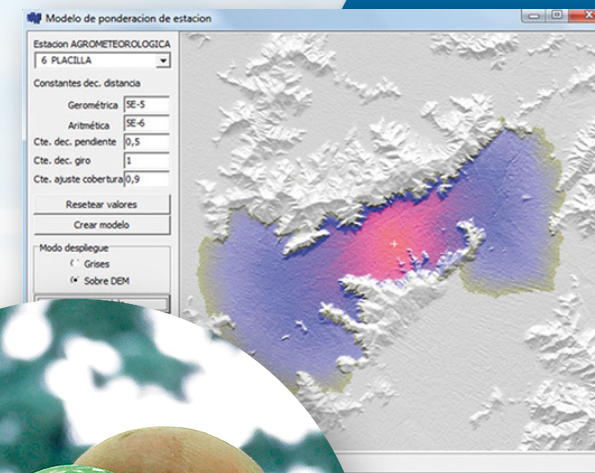 Modelo de ponderacion de estacion
Estacion AGROMETEOROLOGICA
6 PLACILLA
Constantes dec. distancia
Gerométrica 5E-5
Aritmética 5E-6
Cte. dec. pendiente 0,5
Cte. dec. giro 1
Cte. ajuste cobertura 0,9
Resetear valores
Crear modelo
Modo despliegue
Grises
Sobre DEM